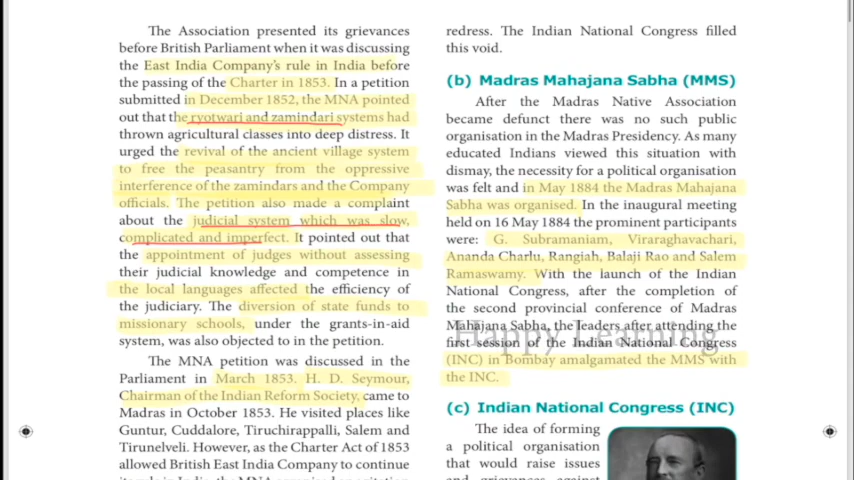 The Association presented its grievances
before British Parliament when it was discussing
the East India Company's rule in India before
the passing of the Charter in 1853. In a petition
submitted in December 1852, the MNA pointed
out that the ryotwari and zamindari systems had
thrown agricultural classes into deep distress. It
urged the revival of the ancient village system
to free the peasantry from the oppressive
interference of the zamindars and the Company
officials. The petition also made a complaint
about the judicial system which was slow,
complicated and imperfect. It pointed out that
the appointment of judges without assessing
their judicial knowledge and competence in
the local languages affected the efficiency of
the judiciary. The diversion of state funds to
missionary schools, under the grants-in-aid
system, was also objected to in the petition.
The MNA petition was discussed in the
Parliament in March 1853. H. D. Seymour,
Chairman of the Indian Reform Society, came to
Madras in October 1853. He visited places like
Guntur, Cuddalore, Tiruchirappalli, Salem and
Tirunelveli. However, as the Charter Act of 1853
allowed British East India Company to continue
redress. The Indian National Congress filled
this void.
(b) Madras Mahajana Sabha (MMS)
After the Madras Native Association
became defunct there was no such public
organisation in the Madras Presidency. As many
educated Indians viewed this situation with
dismay, the necessity for a political organisation
was felt and in May 1884 the Madras Mahajana
Sabha was organised. In the inaugural meeting
held on 16 May 1884 the prominent participants
were: G. Subramaniam, Viraraghavachari,
Ananda Charlu, Rangiah, Balaji Rao and Salem
Ramaswamy. With the launch of the Indian
National Congress, after the completion of
the second provincial conference of Madras
Mahajana Sabha, the leaders after attending the
first session of the Indian National Congress
(INC) in Bombay amalgamated the MMS with
the INC.
Happy Learning
(c) Indian National Congress (INC)
The idea of forming
a political organisation
that would raise issues